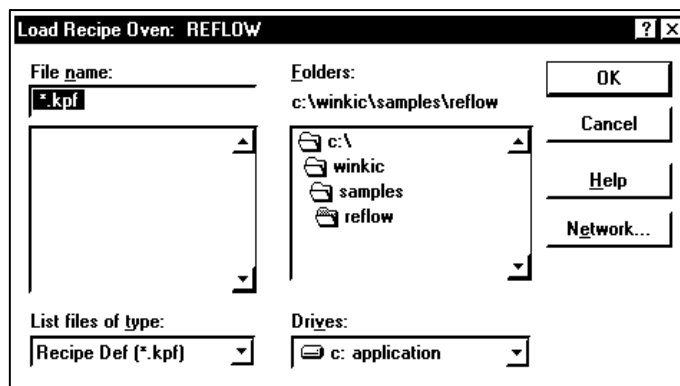 Load Recipe Oven: REFLOW
File name:
*.kpf
Folders:
c:\winkic\samples\reflow
c:\
winkic
samples
reflow
OK
Cancel
Help
Network...
List files of type:
Recipe Def (*.kpf)
Drives:
c: application